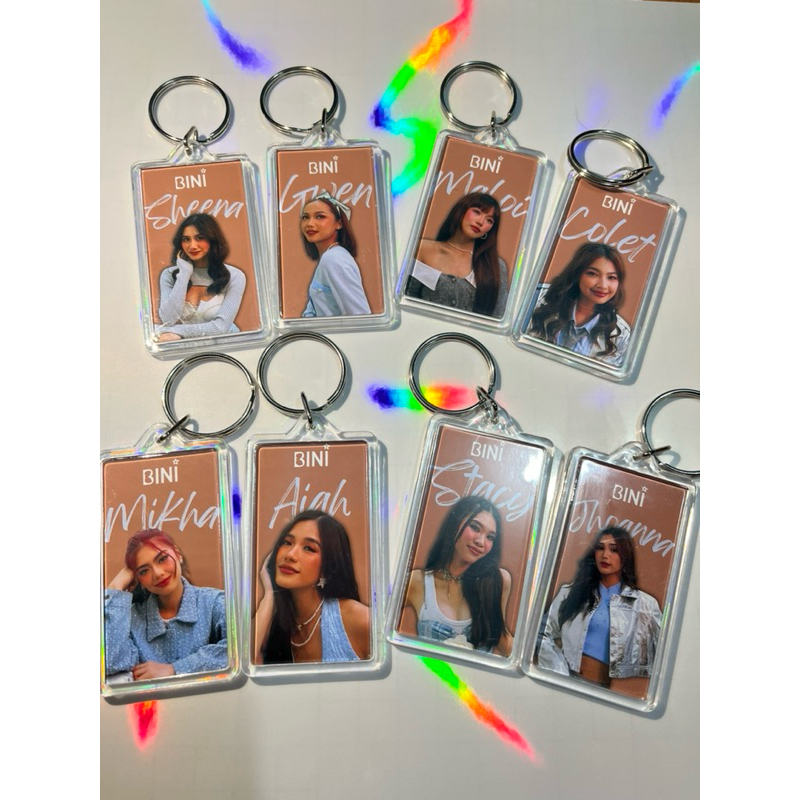 BINI
Sheena
BINI
Gwen
BINI
Maloi
BINI
Colet
BINI
Mikha
BINI
Aiah
BINI
Stacey
BINI
Jhoanna